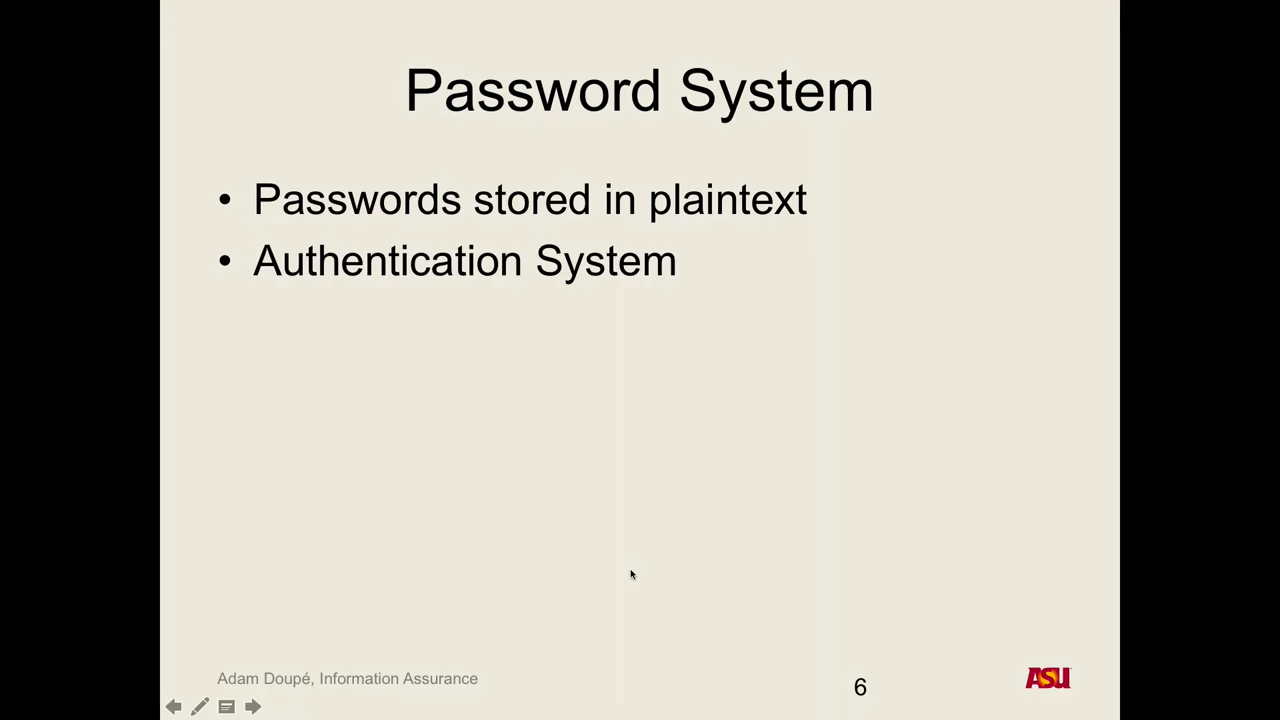 Password System
• Passwords stored in plaintext
• Authentication System
Adam Doupé, Information Assurance
6
ASU